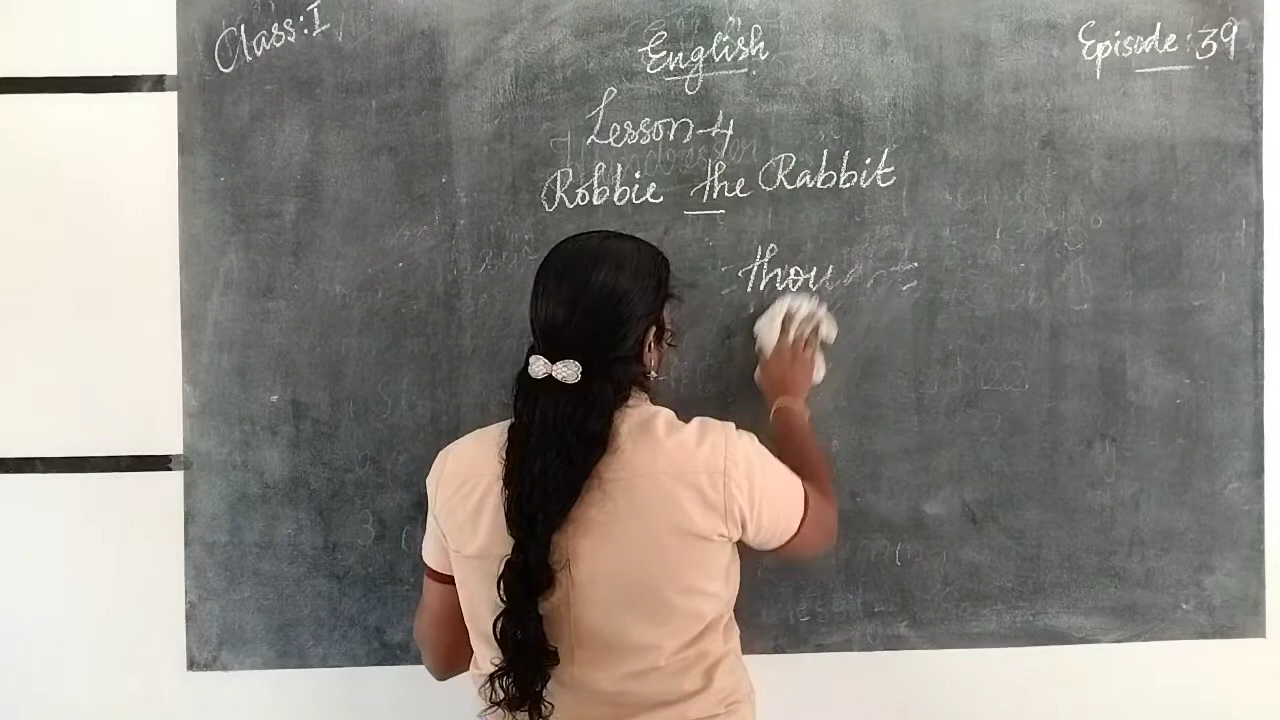 Class:I
English
Episode:39
Lesson-4
Robbie the Rabbit
thou